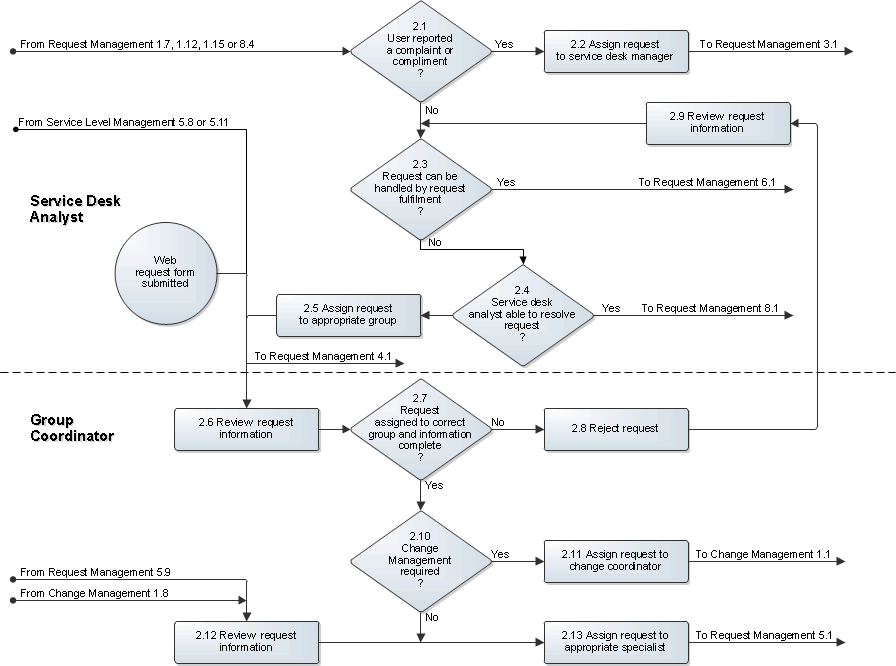 2.1
User reported
a complaint or
compliment
?
From Request Management 1.7, 1.12, 1.15 or 8.4
Yes
2.2 Assign request
to service desk manager
To Request Management 3.1
No
From Service Level Management 5.8 or 5.11
2.9 Review request
information
2.3
Request can be
handled by request
fulfilment
?
Yes
To Request Management 6.1
Service Desk
Analyst
No
Web
request form
submitted
2.4
Service desk
analyst able to resolve
request
?
Yes
To Request Management 8.1
2.5 Assign request
to appropriate group
To Request Management 4.1
Group
Coordinator
2.6 Review request
information
2.7
Request
assigned to correct
group and information
complete
?
No
2.8 Reject request
Yes
2.10
Change
Management
required
?
Yes
2.11 Assign request to
change coordinator
To Change Management 1.1
From Request Management 5.9
From Change Management 1.8
No
2.12 Review request
information
2.13 Assign request to
appropriate specialist
To Request Management 5.1